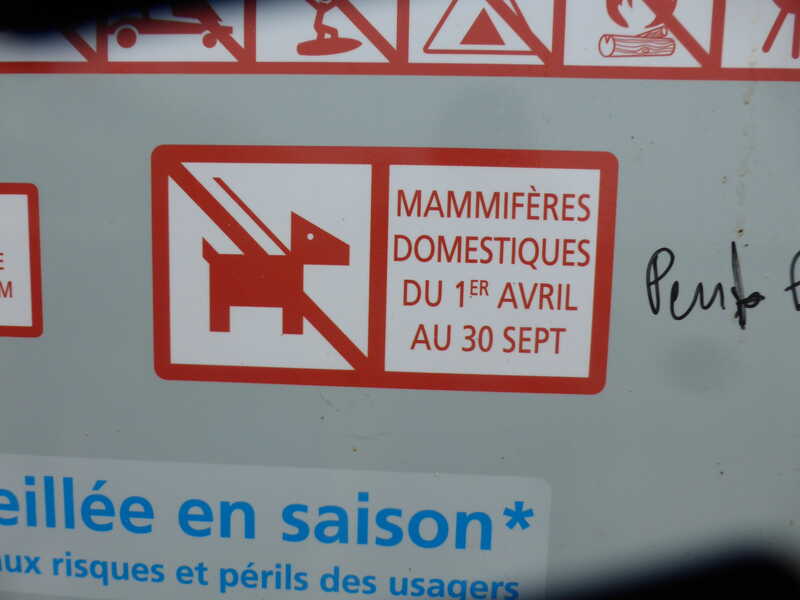 MAMMIFÈRES
DOMESTIQUES
DU 1ER AVRIL
AU 30 SEPT
E
M
eillée en saison*
aux risques et périls des usagers